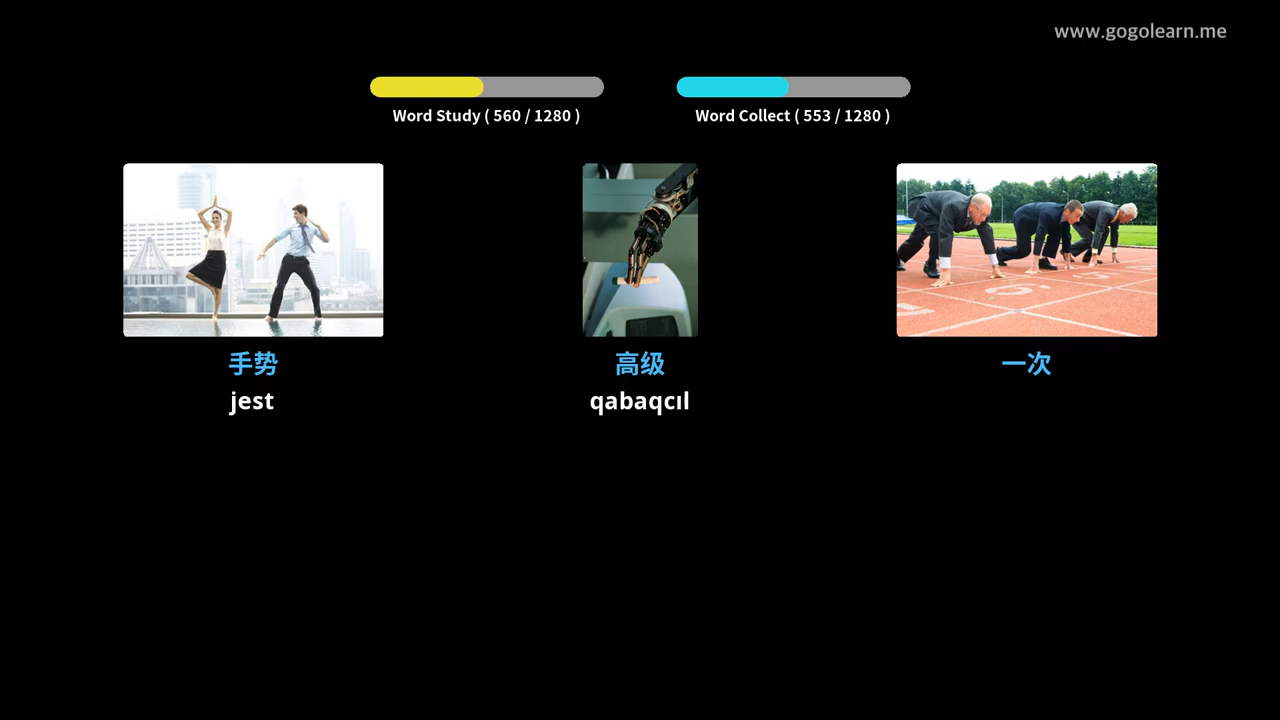 www.gogolearn.me
Word Study ( 560 / 1280 )
Word Collect ( 553 / 1280 )
手势
高级
一次
jest
qabaqcıl